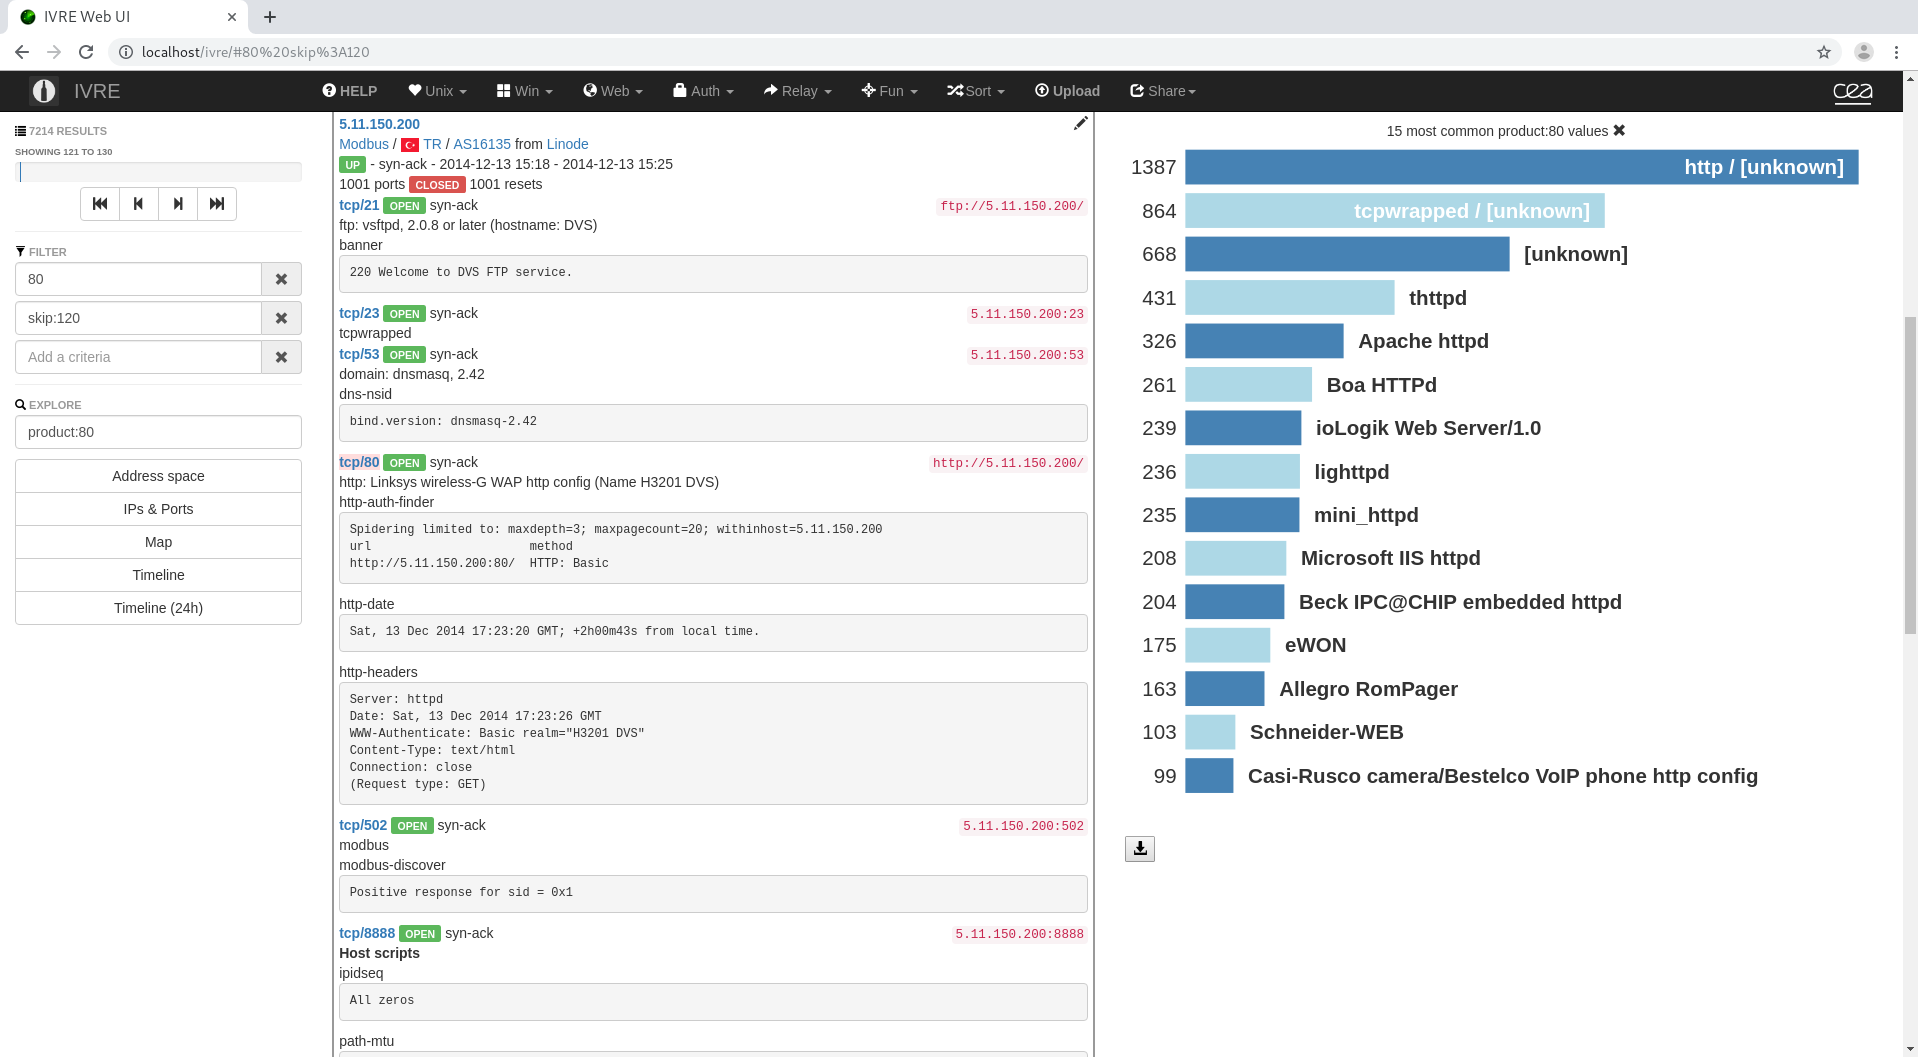 IVRE Web UI
localhost/ivre/#80%20skip%3A120
IVRE
HELP
Unix
Win
Web
Auth
Relay
Fun
Sort
Upload
Share
cea
7214 RESULTS
SHOWING 121 TO 130
FILTER
80
skip:120
Add a criteria
EXPLORE
product:80
Address space
IPs & Ports
Map
Timeline
Timeline (24h)
5.11.150.200
Modbus / TR / AS16135 from Linode
UP - syn-ack - 2014-12-13 15:18 - 2014-12-13 15:25
1001 ports CLOSED 1001 resets
tcp/21 OPEN syn-ack ftp://5.11.150.200/
ftp: vsftpd, 2.0.8 or later (hostname: DVS)
banner
220 Welcome to DVS FTP service.
tcp/23 OPEN syn-ack 5.11.150.200:23
tcpwrapped
tcp/53 OPEN syn-ack 5.11.150.200:53
domain: dnsmasq, 2.42
dns-nsid
bind.version: dnsmasq-2.42
tcp/80 OPEN syn-ack http://5.11.150.200/
http: Linksys wireless-G WAP http config (Name H3201 DVS)
http-auth-finder
Spidering limited to: maxdepth=3; maxpagecount=20; withinhost=5.11.150.200
url method
http://5.11.150.200:80/ HTTP: Basic
http-date
Sat, 13 Dec 2014 17:23:20 GMT; +2h00m43s from local time.
http-headers
Server: httpd
Date: Sat, 13 Dec 2014 17:23:26 GMT
WWW-Authenticate: Basic realm="H3201 DVS"
Content-Type: text/html
Connection: close
(Request type: GET)
tcp/502 OPEN syn-ack 5.11.150.200:502
modbus
modbus-discover
Positive response for sid = 0x1
tcp/8888 OPEN syn-ack 5.11.150.200:8888
Host scripts
ipidseq
All zeros
path-mtu
15 most common product:80 values
1387 http / [unknown]
864 tcpwrapped / [unknown]
668 [unknown]
431 thttpd
326 Apache httpd
261 Boa HTTPd
239 ioLogik Web Server/1.0
236 lighttpd
235 mini_httpd
208 Microsoft IIS httpd
204 Beck IPC@CHIP embedded httpd
175 eWON
163 Allegro RomPager
103 Schneider-WEB
99 Casi-Rusco camera/Bestelco VoIP phone http config